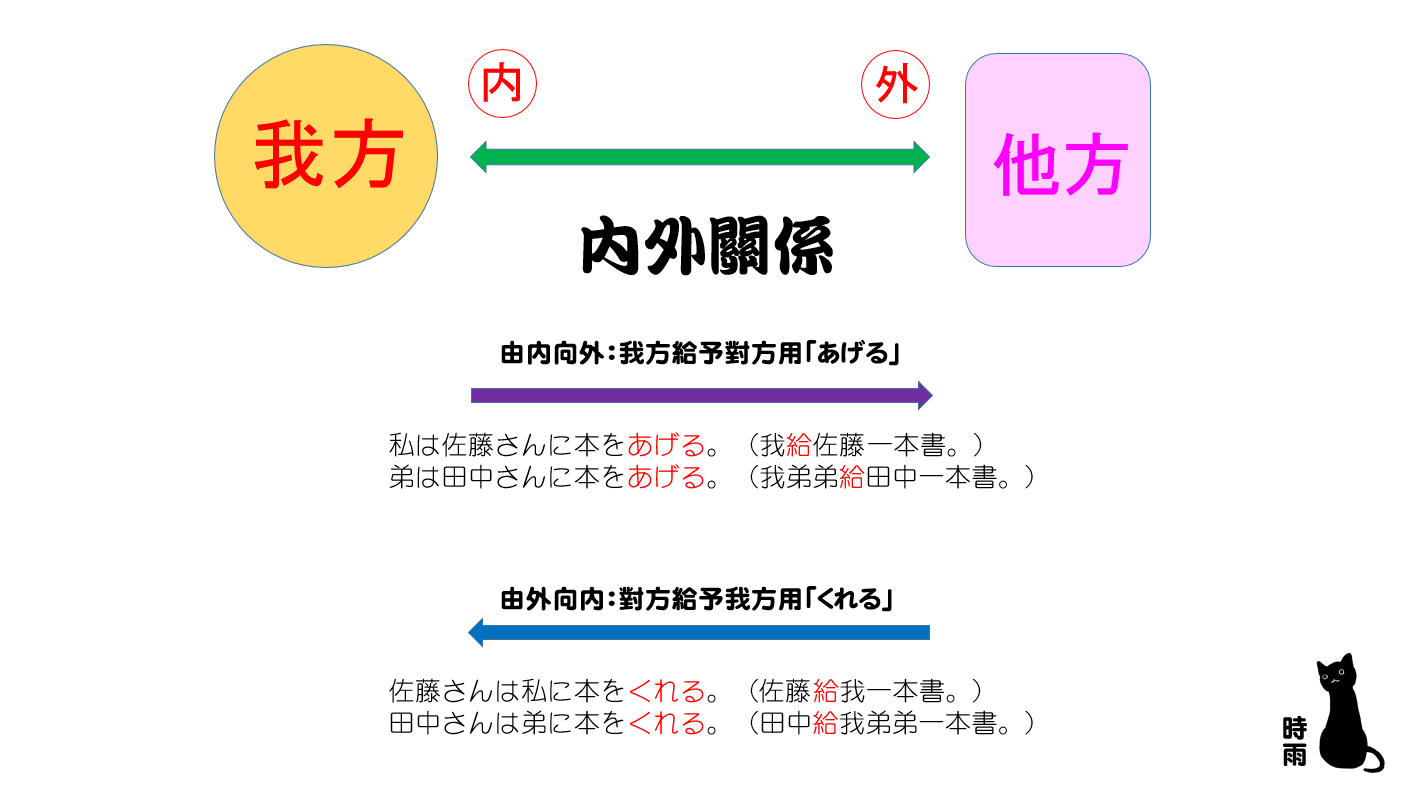 我方
内
外
他方
内外關係
由内向外：我方給予對方用「あげる」
私は佐藤さんに本をあげる。（我給佐藤一本書。）
弟は田中さんに本をあげる。（我弟弟給田中一本書。）
由外向内：對方給予我方用「くれる」
佐藤さんは私に本をくれる。（佐藤給我一本書。）
田中さんは弟に本をくれる。（田中給我弟弟一本書。）
時雨